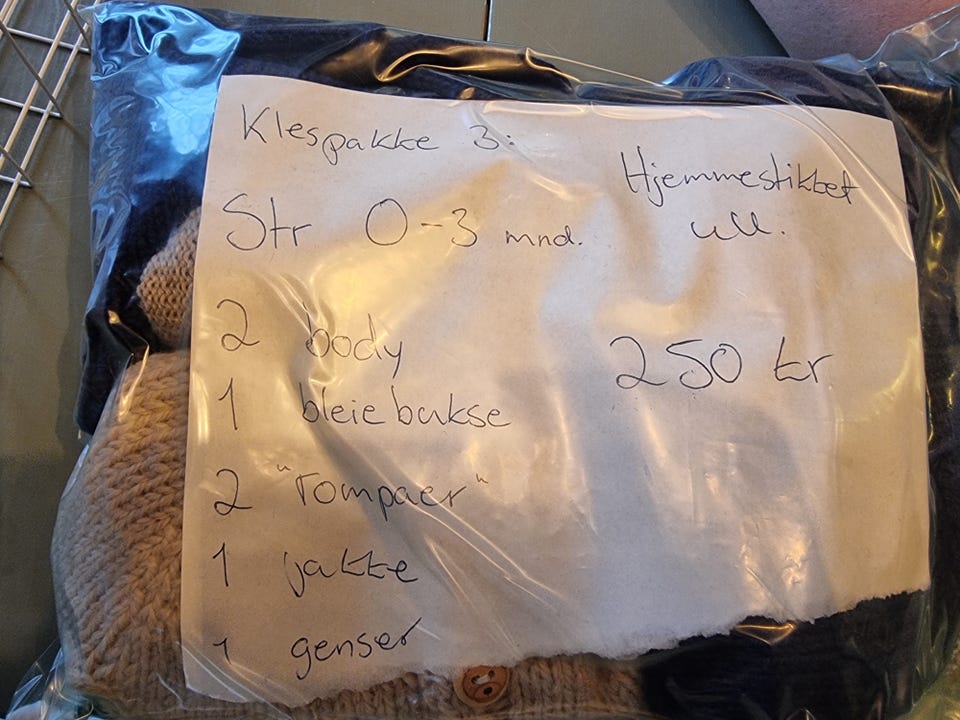 Klespakke 3:
Hjemmestikket
ull.
Str 0-3 mnd.
2 body
250 kr
1 bleiebukse
2 "rompaer"
1 jakke
1 genser